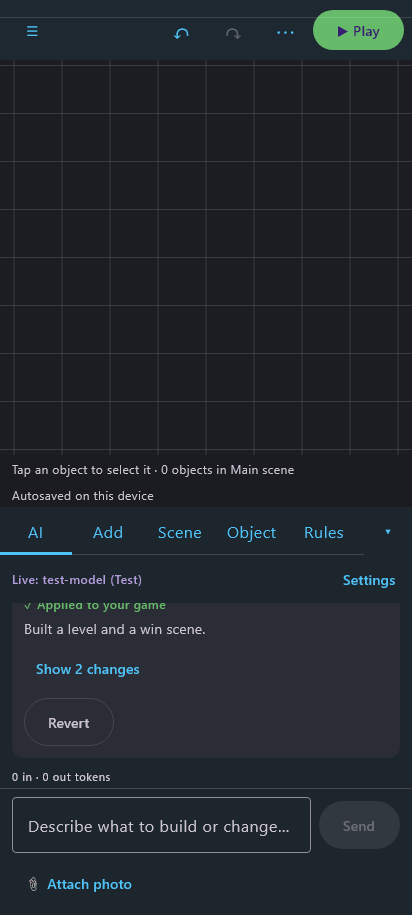 ☰ ⋯ ▶ Play
Tap an object to select it · 0 objects in Main scene
Autosaved on this device
AI Add Scene Object Rules ▾
Live: test-model (Test) Settings
✓ Applied to your game
Built a level and a win scene.
Show 2 changes
Revert
0 in · 0 out tokens
Describe what to build or change... Send
Attach photo